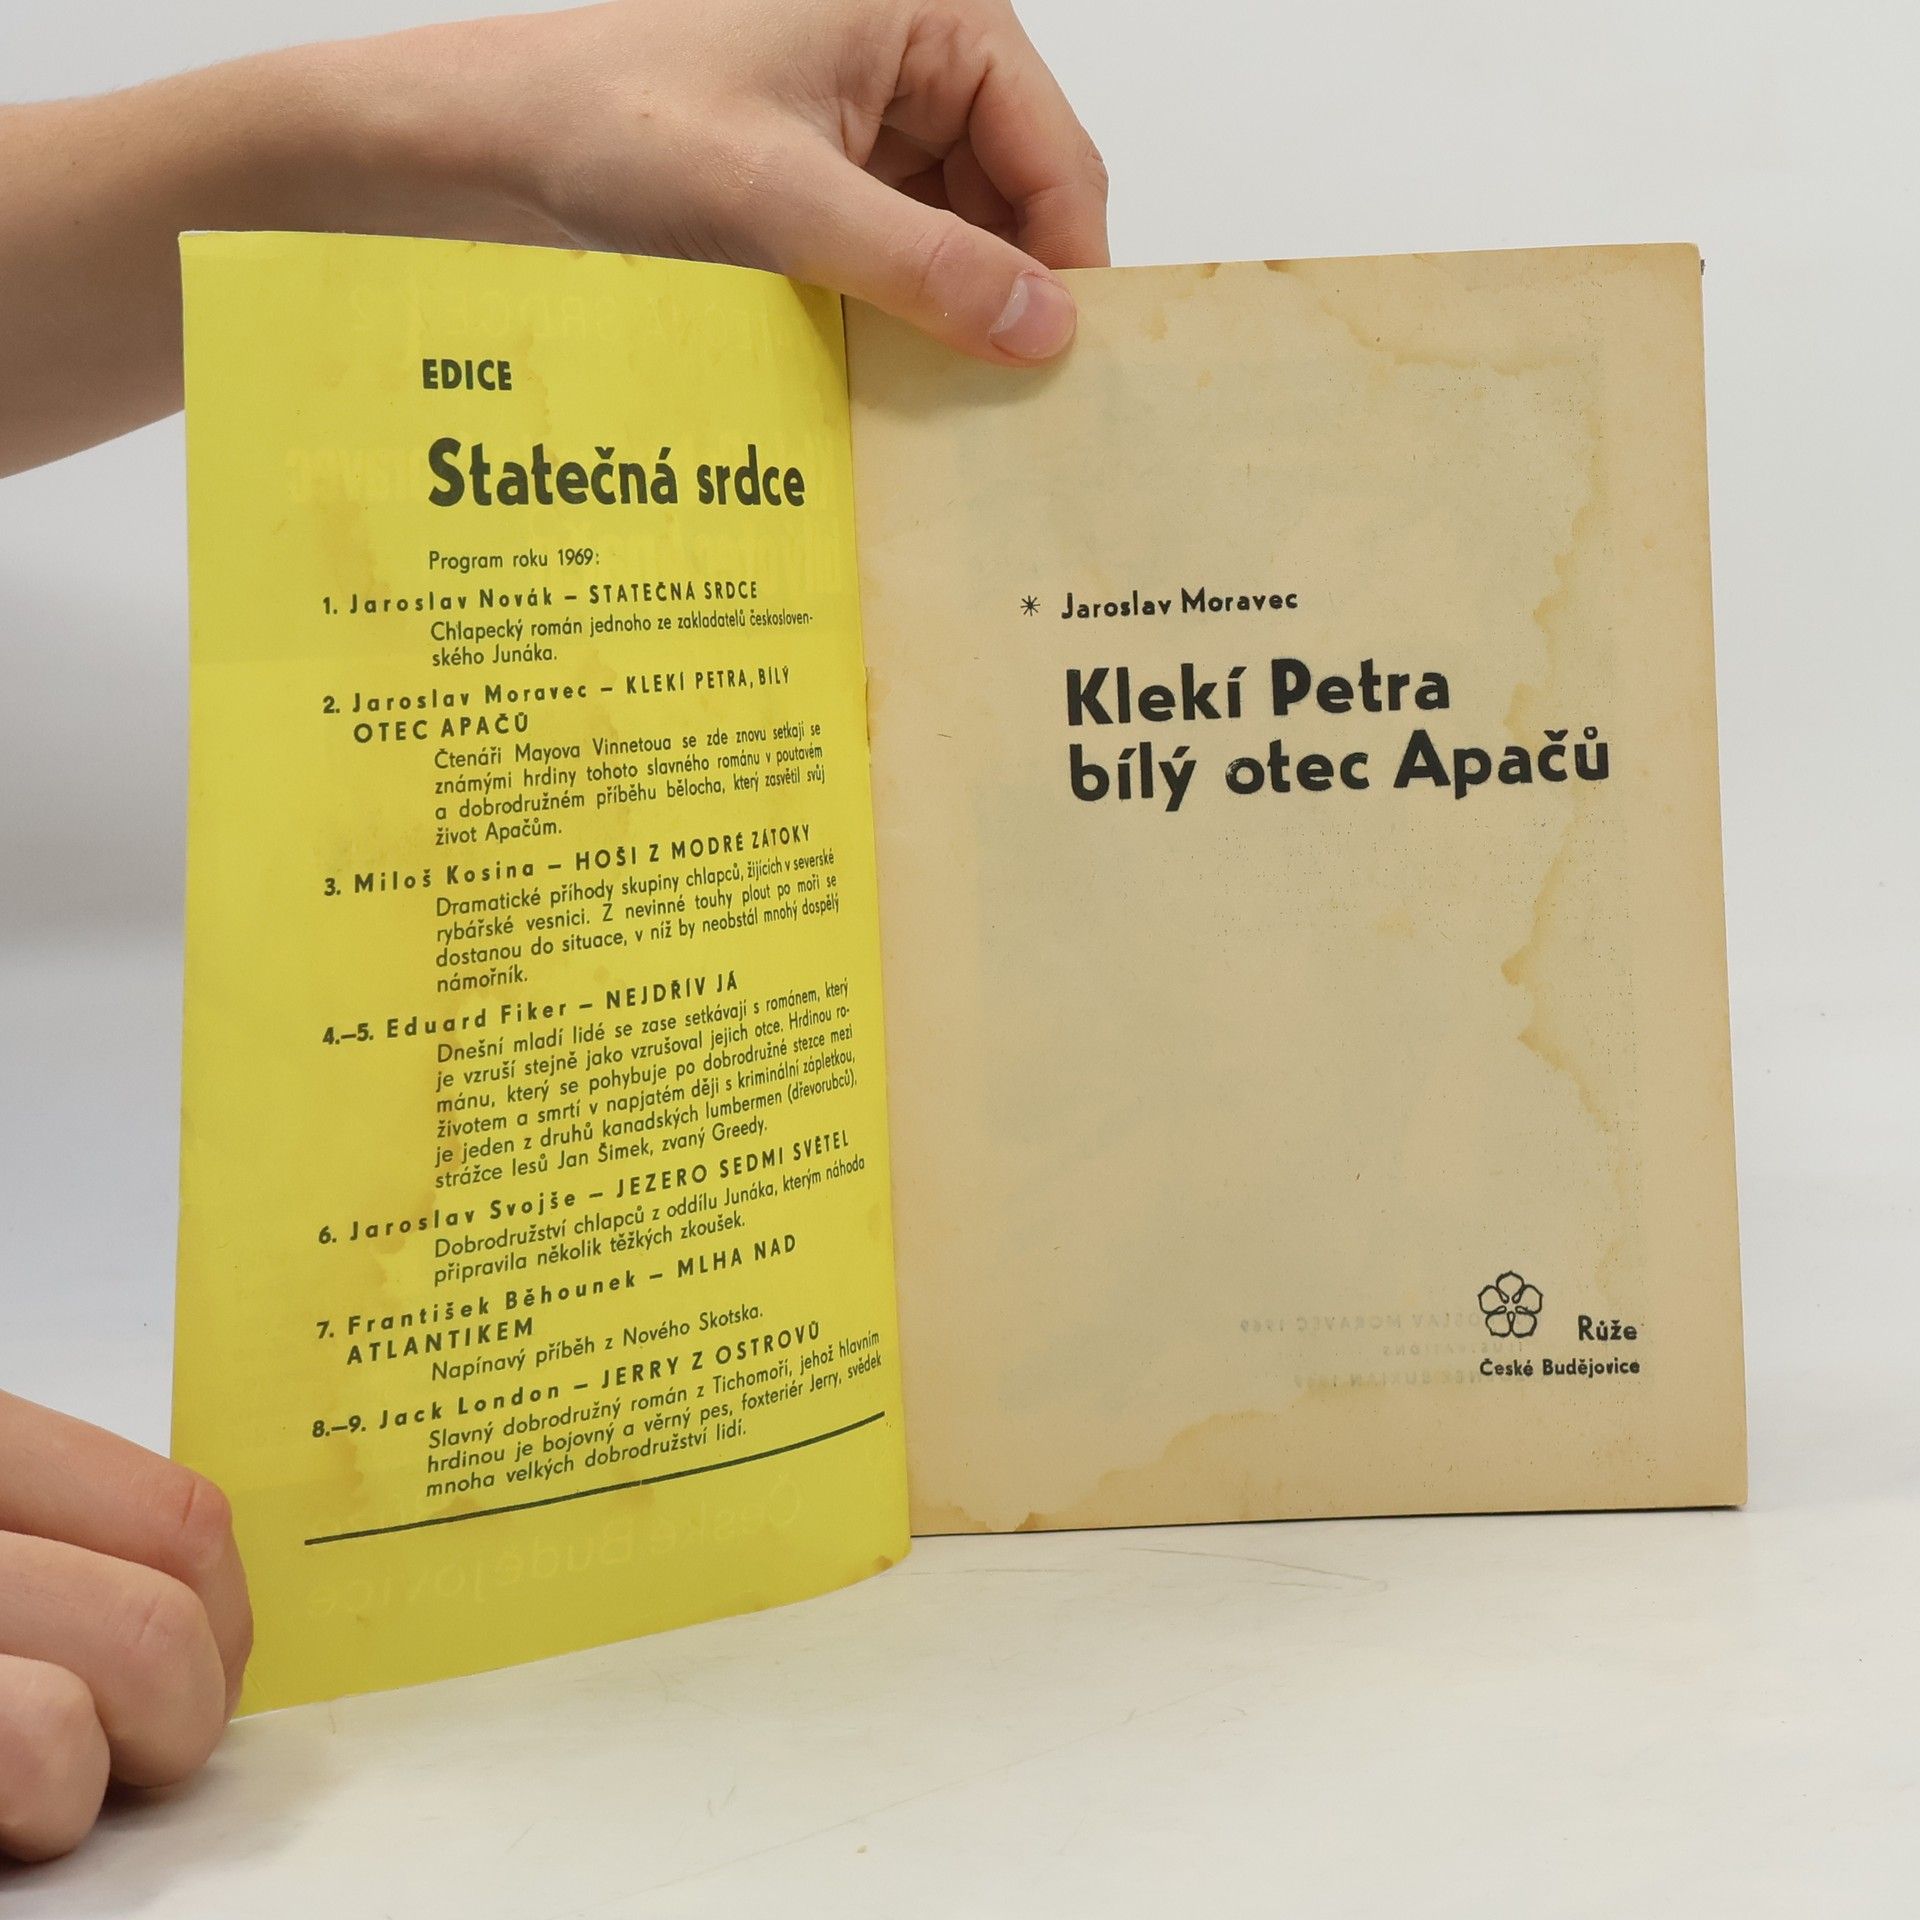 EDICE
Statečná srdce
Program roku 1969:
1. Jaroslav Novák – STATEČNÁ SRDCE
Chlapecký román jednoho ze zakladatelů českosloven-
ského Junáka.
2. Jaroslav Moravec – KLEKÍ PETRA, BÍLÝ
OTEC APAČŮ
Čtenáři Mayova Vinnetoua se zde znovu setkají se
známými hrdiny tohoto slavného románu v poutavém
a dobrodružném příběhu bělocha, který zasvětil svůj
život Apačům.
3. Miloš Kosina – HOŠI Z MODRÉ ZÁTOKY
Dramatické příhody skupiny chlapců, žijících v severské
rybářské vesnici. Z nevinné touhy plout po moři se
dostanou do situace, v níž by neobstál mnohý dospělý
námořník.
4.–5. Eduard Fiker – NEJDŘÍV JÁ
Dnešní mladí lidé se zase setkávají s románem, který
je vzruší stejně jako vzrušoval jejich otce. Hrdinou ro-
mánu, který se pohybuje po dobrodružné stezce mezi
životem a smrtí v napjatém ději s kriminální zápletkou,
je jeden z druhů kanadských lumbermen (dřevorubců),
strážce lesů Jan Šimek, zvaný Greedy.
6. Jaroslav Svojše – JEZERO SEDMI SVĚTEL
Dobrodružství chlapců z oddílu Junáka, kterým náhoda
připravila několik těžkých zkoušek.
7. František Běhounek – MLHA NAD
ATLANTIKEM
Napínavý příběh z Nového Skotska.
8.–9. Jack London – JERRY Z OSTROVŮ
Slavný dobrodružný román z Tichomoří, jehož hlavním
hrdinou je bojovný a věrný pes, foxteriér Jerry, svědek
mnoha velkých dobrodružství lidí.
* Jaroslav Moravec
Klekí Petra
bílý otec Apačů
Růže
České Budějovice